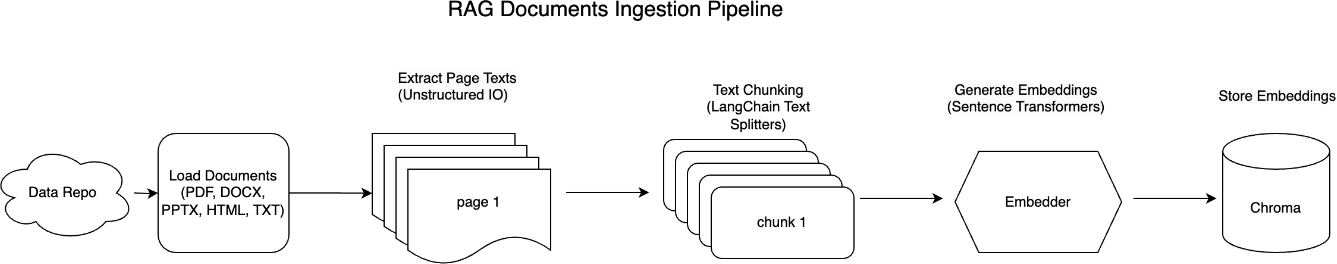 RAG Documents Ingestion Pipeline
Extract Page Texts
(Unstructured IO)
Text Chunking
(LangChain Text
Splitters)
Generate Embeddings
(Sentence Transformers)
Store Embeddings
Data Repo
Load Documents
(PDF, DOCX,
PPTX, HTML, TXT)
page 1
chunk 1
Embedder
Chroma